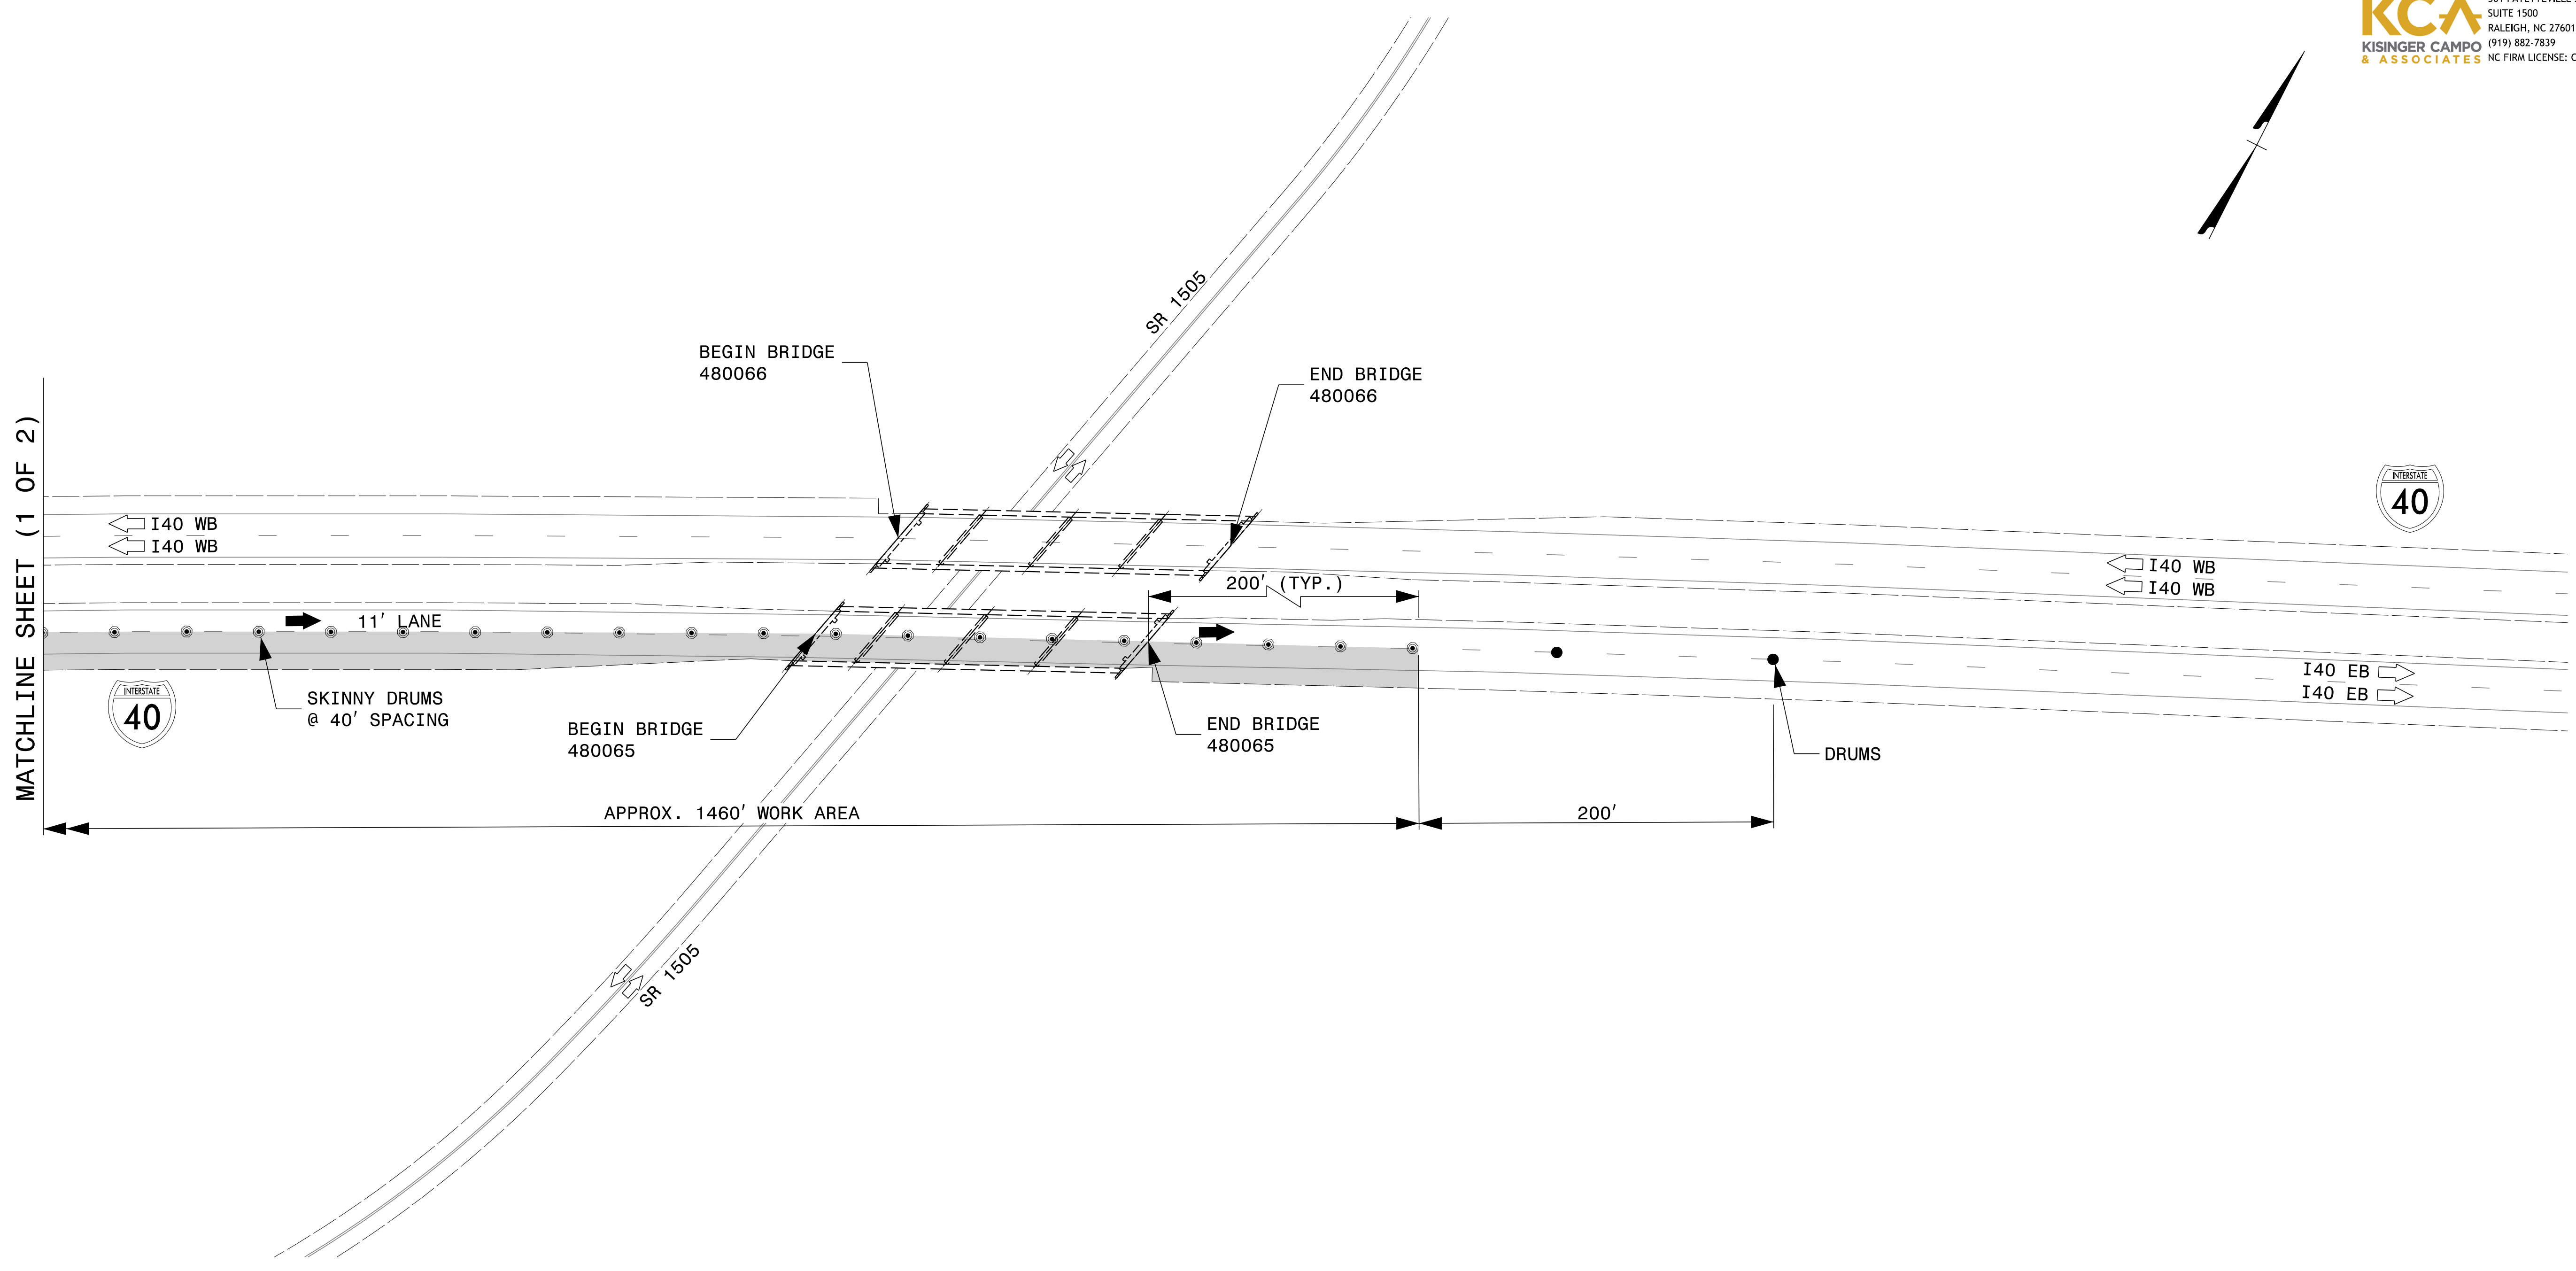 KCA
KISINGER CAMPO
& ASSOCIATES
SUITE 1500
RALEIGH, NC 27601
(919) 882-7839
NC FIRM LICENSE:
SR 1505
BEGIN BRIDGE
480066
END BRIDGE
480066
MATCHLINE SHEET (1 OF 2)
INTERSTATE
40
I40 WB
I40 WB
200' (TYP.)
I40 WB
I40 WB
11' LANE
I40 EB
I40 EB
INTERSTATE
40
SKINNY DRUMS
@ 40' SPACING
BEGIN BRIDGE
480065
END BRIDGE
480065
DRUMS
APPROX. 1460' WORK AREA
200'
SR 1505